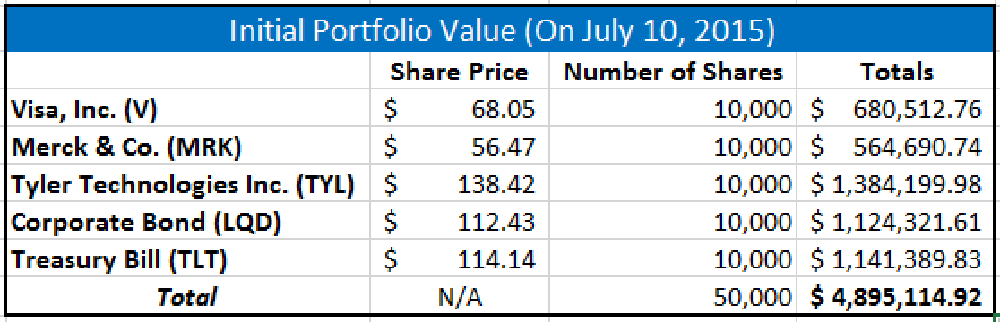 Initial Portfolio Value (On July 10, 2015)
Share Price Number of Shares Totals
Visa, Inc. (V) $ 68.05 10,000 $ 680,512.76
Merck & Co. (MRK) $ 56.47 10,000 $ 564,690.74
Tyler Technologies Inc. (TYL) $ 138.42 10,000 $ 1,384,199.98
Corporate Bond (LQD) $ 112.43 10,000 $ 1,124,321.61
Treasury Bill (TLT) $ 114.14 10,000 $ 1,141,389.83
Total N/A 50,000 $ 4,895,114.92